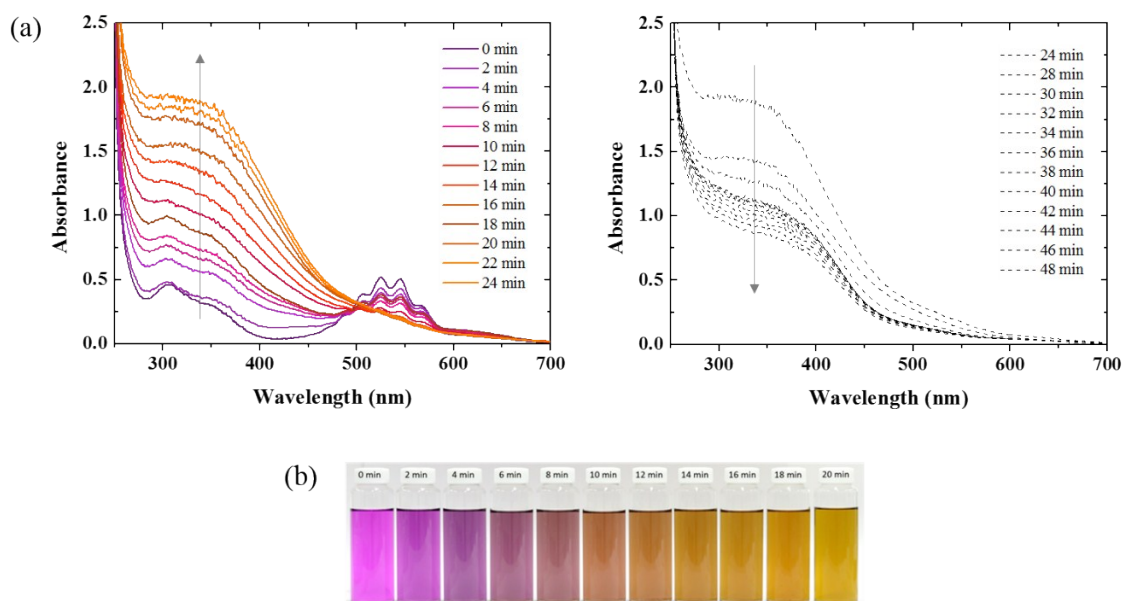 (a)
Absorbance
2.5
2.0
1.5
1.0
0.5
0.0
300
400
500
600
700
Wavelength (nm)
0 min
2 min
4 min
6 min
8 min
10 min
12 min
14 min
16 min
18 min
20 min
22 min
24 min
Absorbance
2.5
2.0
1.5
1.0
0.5
0.0
300
400
500
600
700
Wavelength (nm)
24 min
28 min
30 min
32 min
34 min
36 min
38 min
40 min
42 min
44 min
46 min
48 min
(b)
0 min 2 min 4 min 6 min 8 min 10 min 12 min 14 min 16 min 18 min 20 min